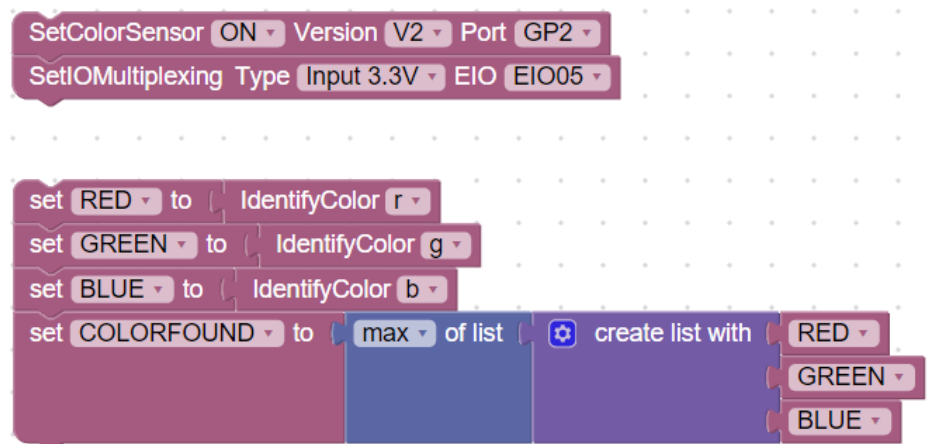 SetColorSensor ON Version V2 Port GP2
SetIOMultiplexing Type Input 3.3V EIO EIO05
set RED to IdentifyColor r
set GREEN to IdentifyColor g
set BLUE to IdentifyColor b
set COLORFOUND to max of list create list with RED
GREEN
BLUE